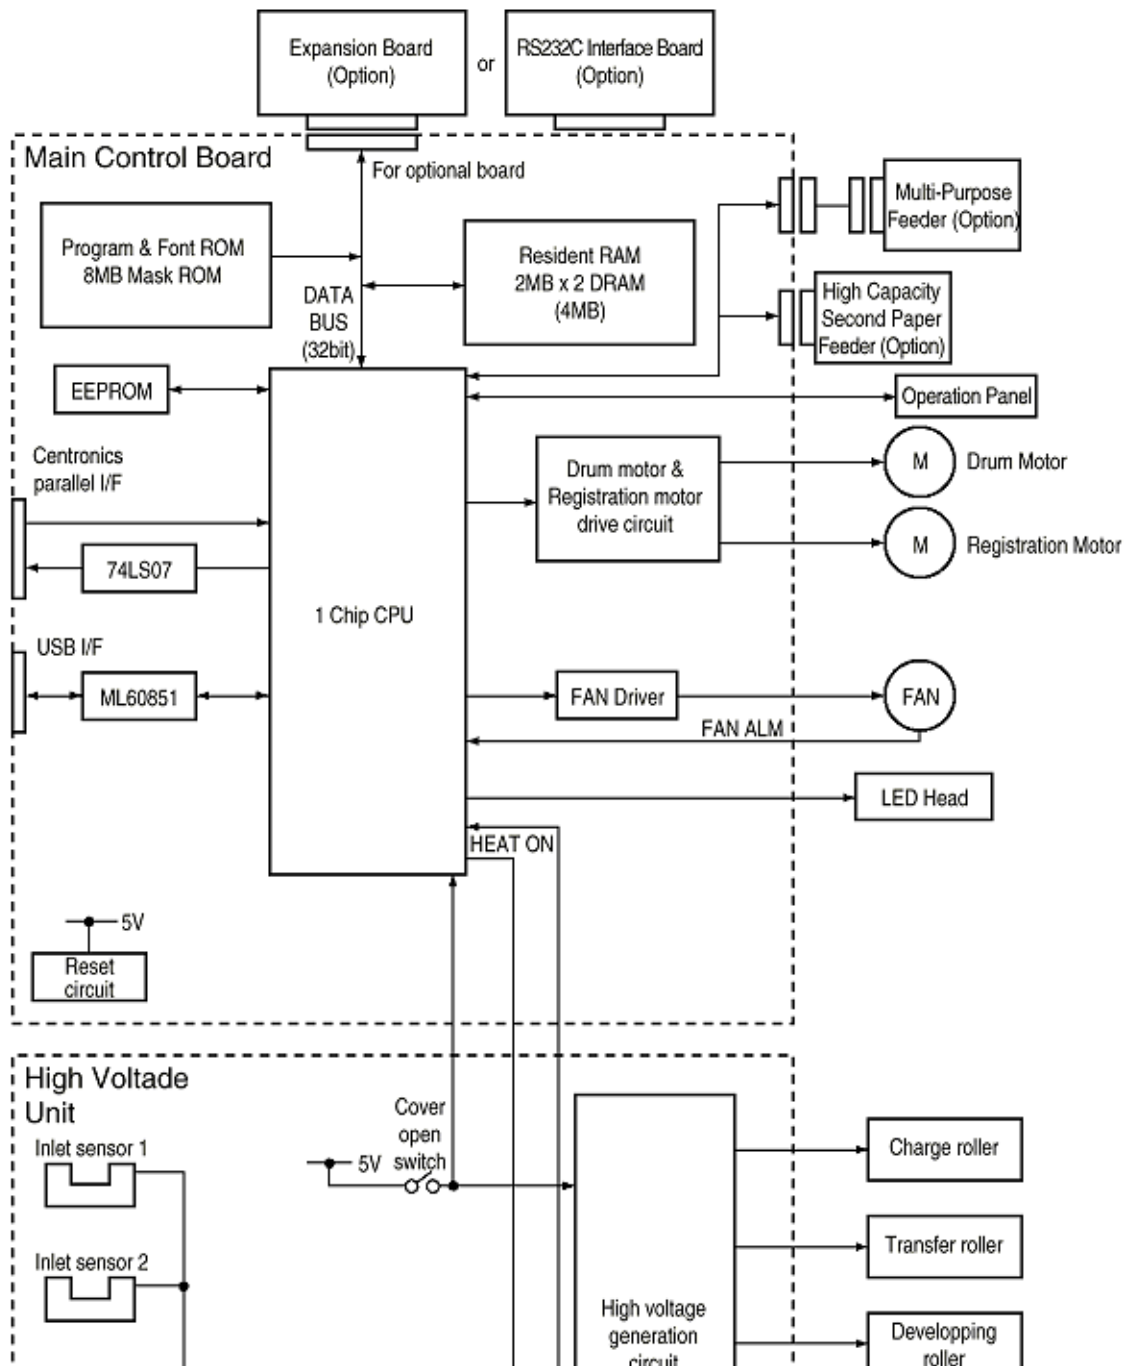 Expansion Board
(Option)
or
RS232C Interface Board
(Option)
Main Control Board
For optional board
Multi-Purpose
Feeder (Option)
Program & Font ROM
8MB Mask ROM
Resident RAM
2MB x 2 DRAM
(4MB)
DATA
BUS
(32bit)
High Capacity
Second Paper
Feeder (Option)
EEPROM
Operation Panel
Centronics
parallel I/F
Drum motor &
Registration motor
drive circuit
M
Drum Motor
M
Registration Motor
74LS07
1 Chip CPU
USB I/F
ML60851
FAN Driver
FAN
FAN ALM
LED Head
HEAT ON
5V
Reset
circuit
High Voltade
Unit
Cover
open
switch
5V
Inlet sensor 1
Charge roller
Inlet sensor 2
Transfer roller
High voltage
generation
circuit
Developping
roller